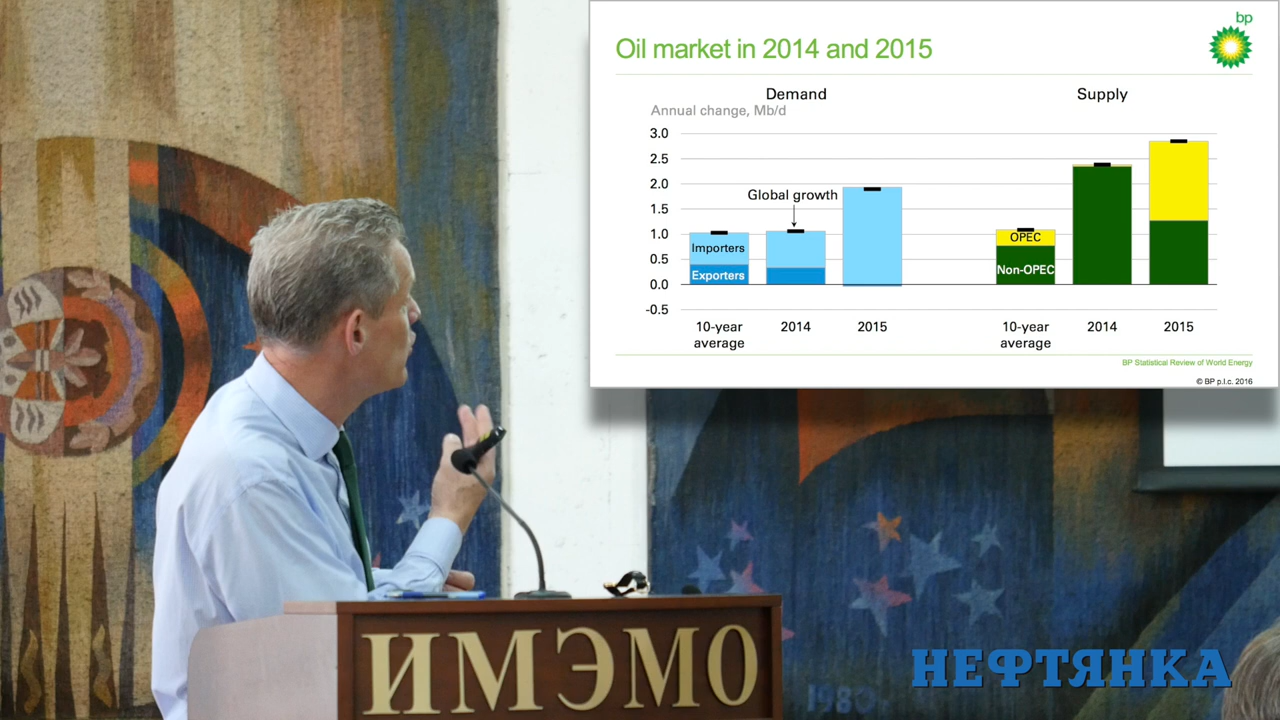 bp
Oil market in 2014 and 2015
Demand
Supply
Annual change, Mb/d
3.0
2.5
2.0
1.5
1.0
0.5
0.0
-0.5
Global growth
Importers
Exporters
OPEC
Non-OPEC
10-year average
2014
2015
10-year average
2014
2015
BP Statistical Review of World Energy
© BP p.l.c. 2016
ИМЭМО
НЕФТЯНКА
1980